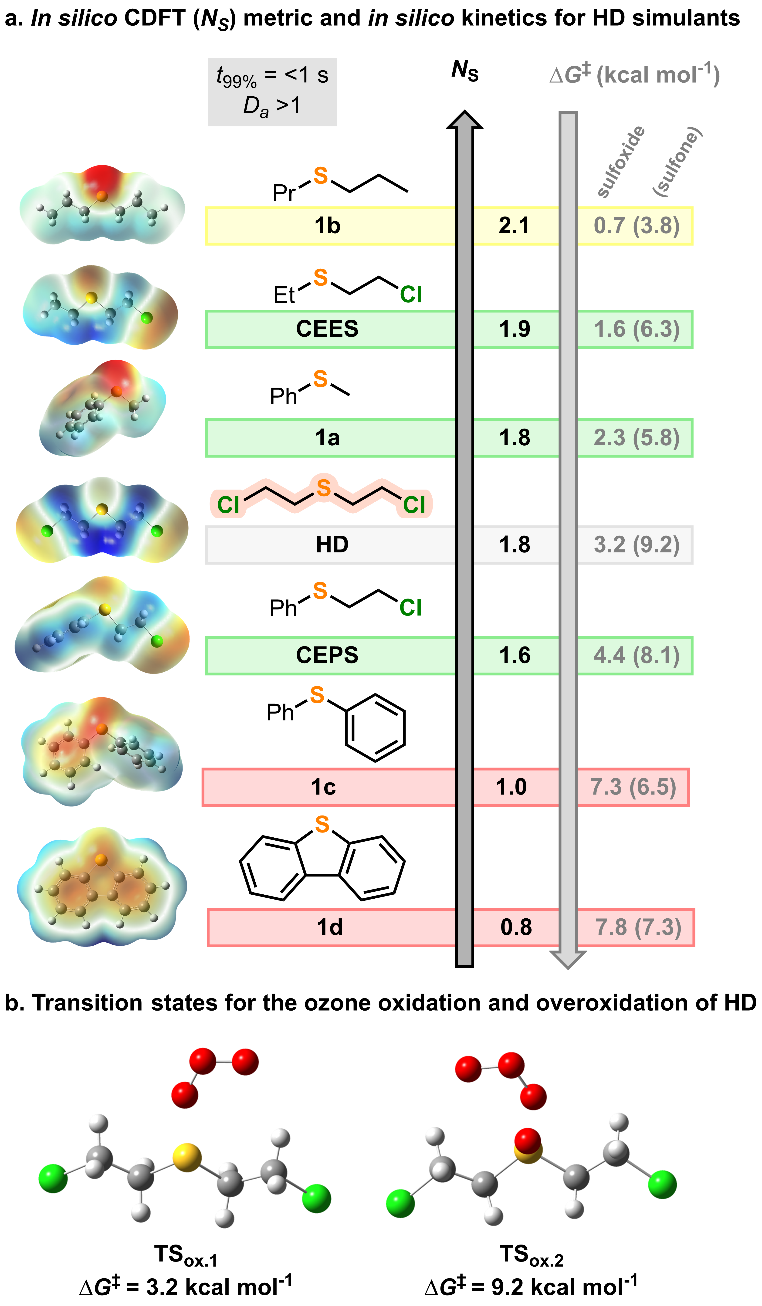 a. In silico CDFT (NS) metric and in silico kinetics for HD simulants
t99% = <1 s
Da >1
NS
ΔG‡ (kcal mol-1)
sulfoxide
(sulfone)
S
Pr
1b 2.1 0.7 (3.8)
S
Et Cl
CEES 1.9 1.6 (6.3)
S
Ph
1a 1.8 2.3 (5.8)
Cl S Cl
HD 1.8 3.2 (9.2)
S
Ph Cl
CEPS 1.6 4.4 (8.1)
S
Ph
1c 1.0 7.3 (6.5)
S
1d 0.8 7.8 (7.3)
b. Transition states for the ozone oxidation and overoxidation of HD
TSox.1 TSox.2
ΔG‡ = 3.2 kcal mol-1 ΔG‡ = 9.2 kcal mol-1